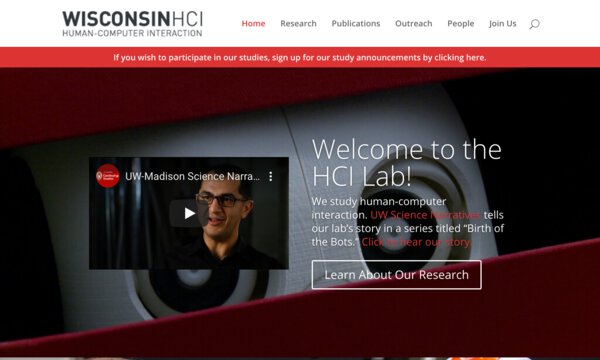 WISCONSINHCI
HUMAN-COMPUTER INTERACTION
Home Research Publications Outreach People Join Us
If you wish to participate in our studies, sign up for our study announcements by clicking here.
UW-Madison Science Narra...
Welcome to the
HCI Lab!
We study human-computer
interaction. UW Science Narratives tells
our lab's story in a series titled “Birth of
the Bots.” Click to hear our story.
Learn About Our Research